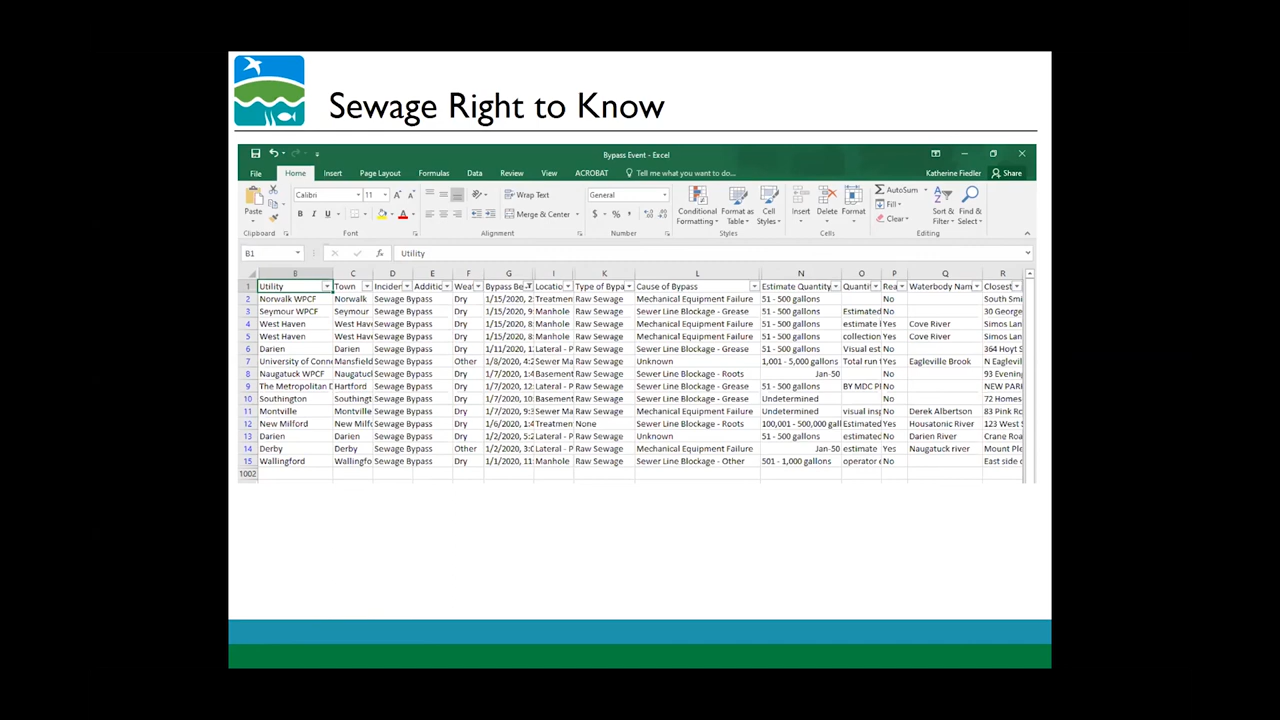 Sewage Right to Know
Bypass Event - Excel
File Home Insert Page Layout Formulas Data Review View ACROBAT Tell me what you want to do... Katherine Fiedler Share
Paste Calibri 11 Wrap Text General Conditional Formatting Format as Table Cell Styles Insert Delete Format AutoSum Fill Clear Sort & Filter Find & Select
B I U Merge & Center $ % ,
Clipboard Font Alignment Number Styles Cells Editing
B1 fx Utility
B C D E F G I K L N O P Q R
1 Utility Town Inciden Additio Weat Bypass Be Locatio Type of Bypa Cause of Bypass Estimate Quantity Quanti Rea Waterbody Nam Closest
2 Norwalk WPCF Norwalk Sewage Bypass Dry 1/15/2020, 2: Treatmen Raw Sewage Mechanical Equipment Failure 51 - 500 gallons No South Smi
3 Seymour WPCF Seymour Sewage Bypass Dry 1/15/2020, 9: Manhole Raw Sewage Sewer Line Blockage - Grease 51 - 500 gallons Estimated No 30 George
4 West Haven West Have Sewage Bypass Dry 1/15/2020, 8: Manhole Raw Sewage Mechanical Equipment Failure 51 - 500 gallons estimate Yes Cove River Simos Lan
5 West Haven West Have Sewage Bypass Dry 1/15/2020, 8: Manhole Raw Sewage Mechanical Equipment Failure 51 - 500 gallons collection Yes Cove River Simos Lan
6 Darien Darien Sewage Bypass Dry 1/11/2020, 1 Lateral - P Raw Sewage Sewer Line Blockage - Grease 51 - 500 gallons Visual est No 364 Hoyt S
7 University of Conne Mansfield Sewage Bypass Other 1/8/2020, 4: Sewer Ma Raw Sewage Unknown 1,001 - 5,000 gallons Total run t Yes Eagleville Brook N Eagleville
8 Naugatuck WPCF Naugatuc Sewage Bypass Dry 1/7/2020, 1:4 Basement Raw Sewage Sewer Line Blockage - Roots Jan-50 No 93 Evening
9 The Metropolitan D Hartford Sewage Bypass Dry 1/7/2020, 12: Lateral - P Raw Sewage Sewer Line Blockage - Grease 51 - 500 gallons BY MDC No NEW PARK
10 Southington Southingt Sewage Bypass Dry 1/7/2020, 10: Basement Raw Sewage Sewer Line Blockage - Grease Undetermined No 72 Homes
11 Montville Montville Sewage Bypass Dry 1/7/2020, 9: Sewer Ma Raw Sewage Mechanical Equipment Failure Undetermined visual insp Yes Derek Albertson 83 Pink Ro
12 New Milford New Milfo Sewage Bypass Dry 1/6/2020, 1:4 Treatment None Sewer Line Blockage - Roots 100,001 - 500,000 gal Estimated Yes Housatonic River 123 West S
13 Darien Darien Sewage Bypass Dry 1/2/2020, 5:2 Lateral - P Raw Sewage Unknown 51 - 500 gallons estimated No Darien River Crane Roa
14 Derby Derby Sewage Bypass Other 1/2/2020, 3:0 Lateral - P Raw Sewage Mechanical Equipment Failure Jan-50 estimate Yes Naugatuck river Mount Ple
15 Wallingford Wallingfo Sewage Bypass Dry 1/1/2020, 11: Manhole Raw Sewage Sewer Line Blockage - Other 501 - 1,000 gallons operator No East side
1002